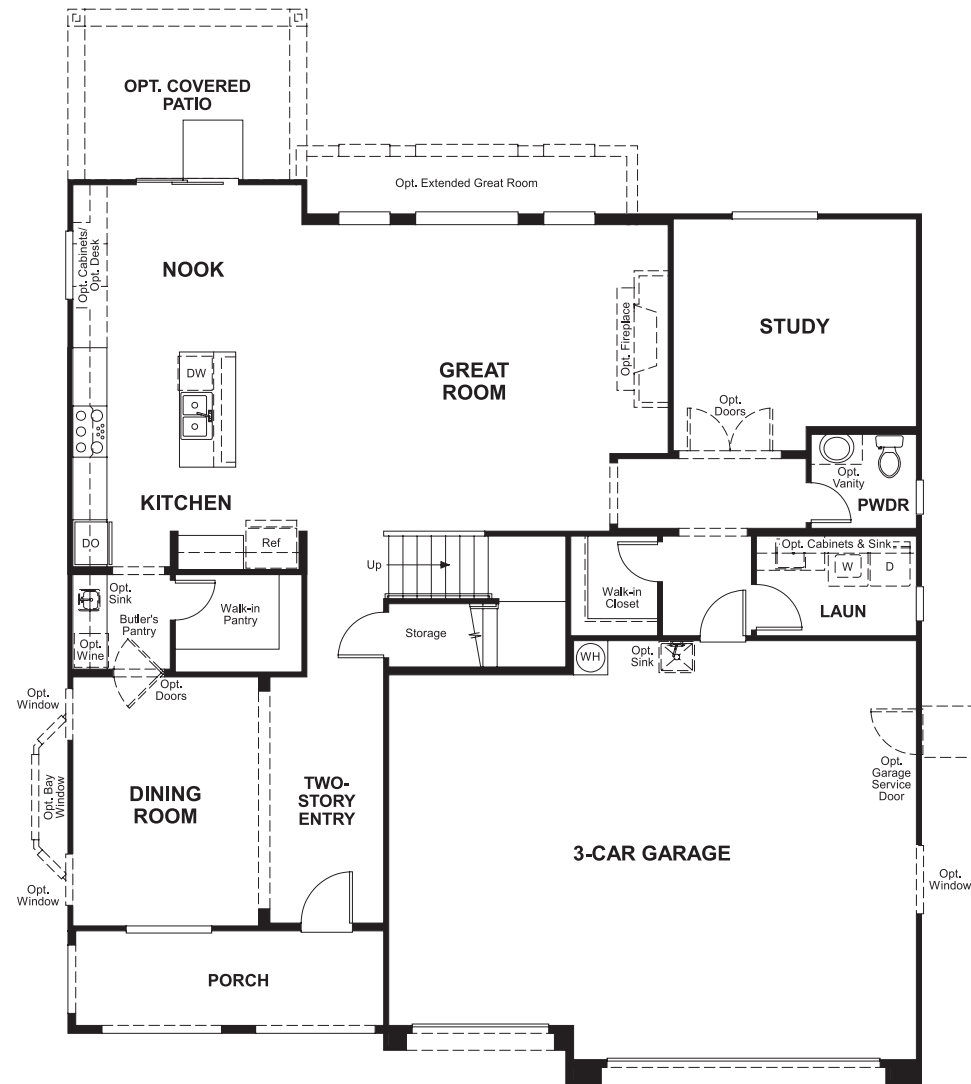 OPT. COVERED
PATIO
Opt. Extended Great Room
Opt. Cabinets/
Opt. Desk
NOOK
STUDY
Opt. Fireplace
GREAT
ROOM
DW
Opt.
Doors
Opt.
Vanity
PWDR
KITCHEN
DO
Ref
Opt. Cabinets & Sink
W
D
LAUN
Up
Walk-in
Closet
Opt.
Sink
Butler's
Pantry
Walk-in
Pantry
Opt.
Wine
Storage
WH
Opt.
Sink
Opt.
Doors
Opt.
Window
Opt. Bay
Window
DINING
ROOM
TWO-
STORY
ENTRY
Opt.
Garage
Service
Door
3-CAR GARAGE
Opt.
Window
Opt.
Window
PORCH